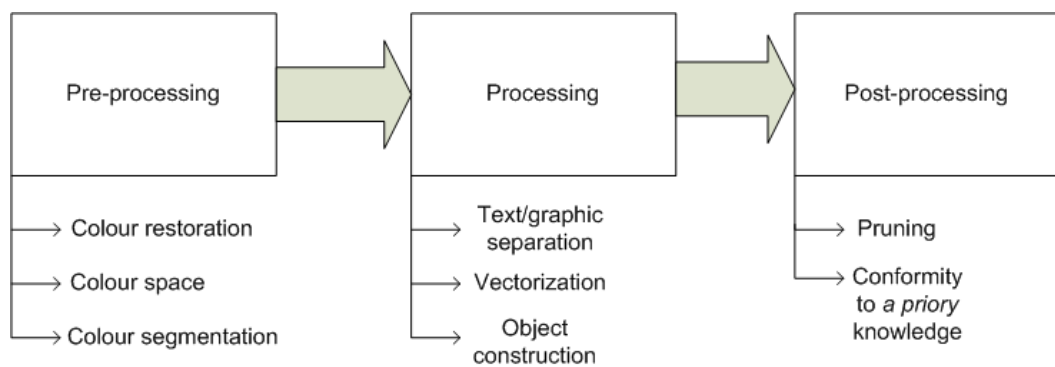 Pre-processing
Processing
Post-processing
Colour restoration
Colour space
Colour segmentation
Text/graphic
separation
Vectorization
Object
construction
Pruning
Conformity
to a priory
knowledge